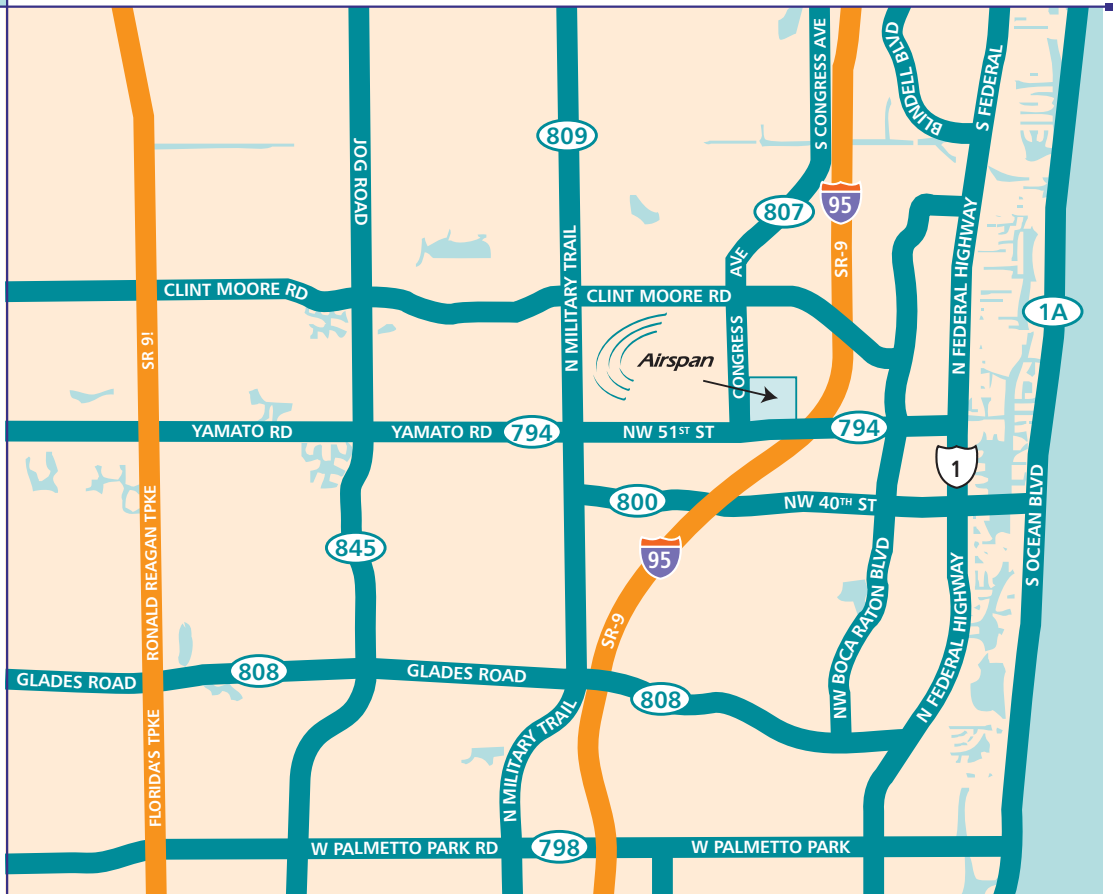 S CONGRESS AVE
BLINDELL BLVD
S FEDERAL
809
JOG ROAD
95
807
SR-9
N FEDERAL HIGHWAY
AVE
N MILITARY TRAIL
CLINT MOORE RD
CLINT MOORE RD
1A
SR 9!
Airspan
CONGRESS
YAMATO RD
YAMATO RD
794
NW 51ST ST
794
1
800
NW 40TH ST
S OCEAN BLVD
845
95
RONALD REAGAN TPKE
NW BOCA RATON BLVD
N FEDERAL HIGHWAY
SR-9
GLADES ROAD
808
GLADES ROAD
808
FLORIDA'S TPKE
N MILITARY TRAIL
W PALMETTO PARK RD
798
W PALMETTO PARK